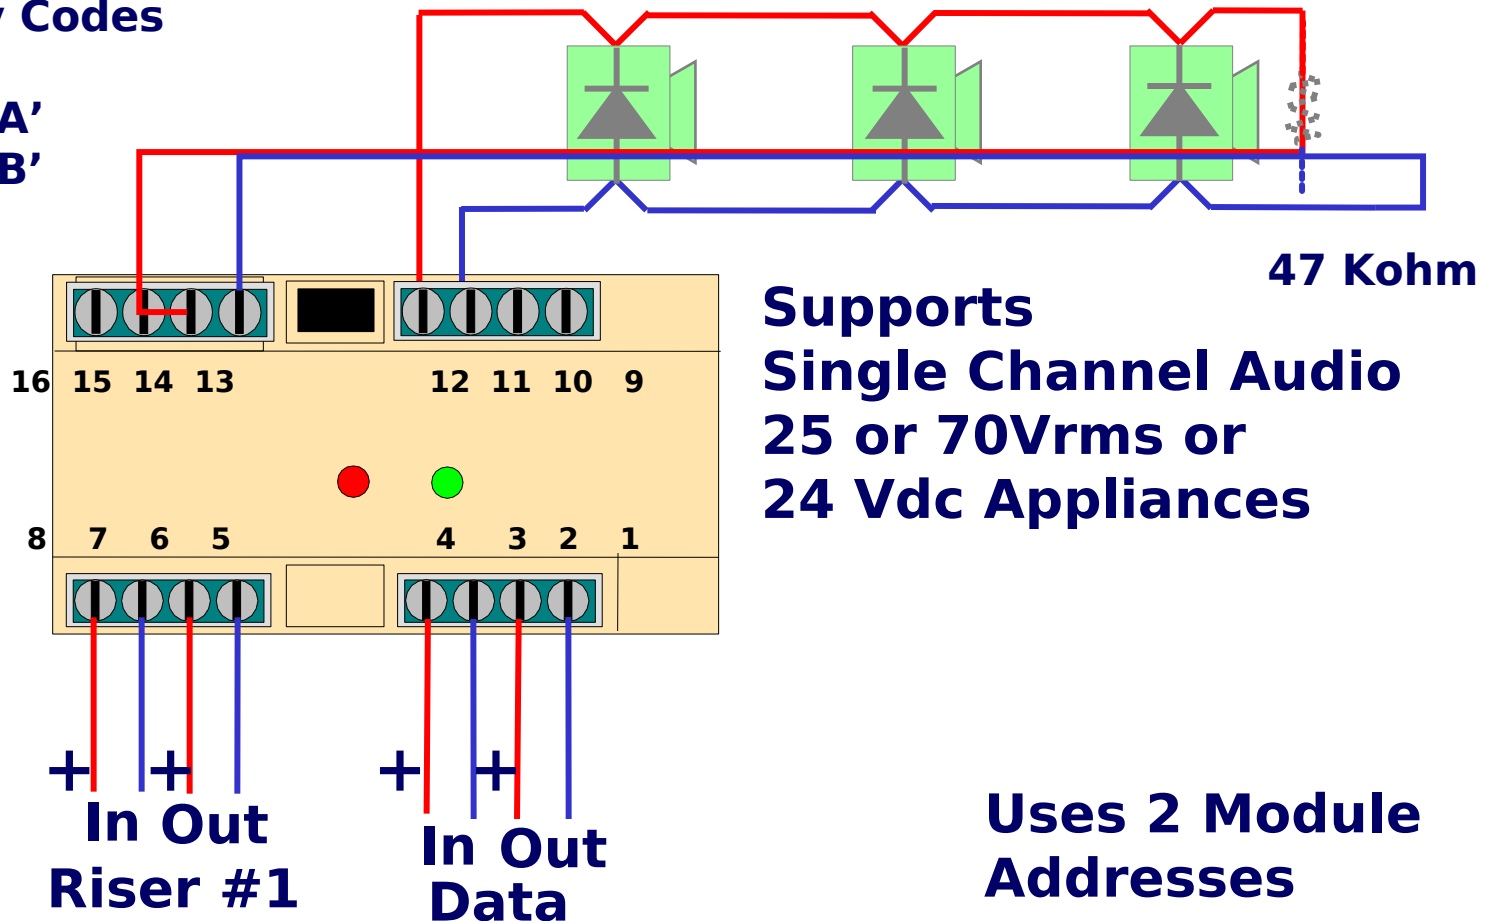 Codes
A’
B’
47 Kohm
Supports
Single Channel Audio
25 or 70Vrms or
24 Vdc Appliances
16 15 14 13 12 11 10 9
8 7 6 5 4 3 2 1
+ + + +
In Out In Out
Riser #1 Data
Uses 2 Module
Addresses